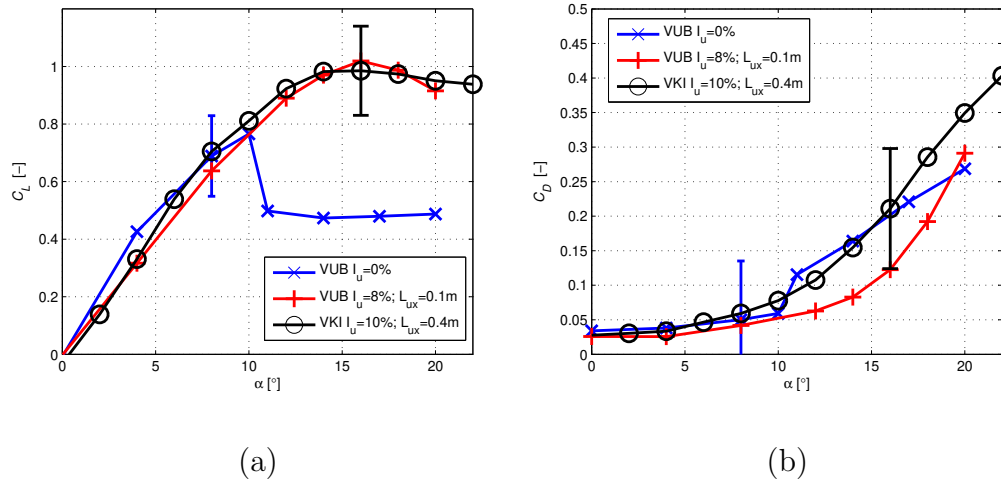 (a)
1
0.8
0.6
0.4
0.2
0
C_L [-]
0 5 10 15 20
α [°]
VUB I_u=0%
VUB I_u=8%; L_ux=0.1m
VKI I_u=10%; L_ux=0.4m
(b)
0.5
0.45
0.4
0.35
0.3
0.25
0.2
0.15
0.1
0.05
0
C_D [-]
0 5 10 15 20
α [°]
VUB I_u=0%
VUB I_u=8%; L_ux=0.1m
VKI I_u=10%; L_ux=0.4m
(a)
(b)